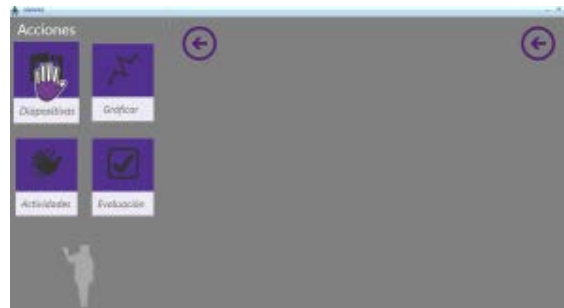 Acciones
Diapositivas
Graficar
Actividades
Evaluación